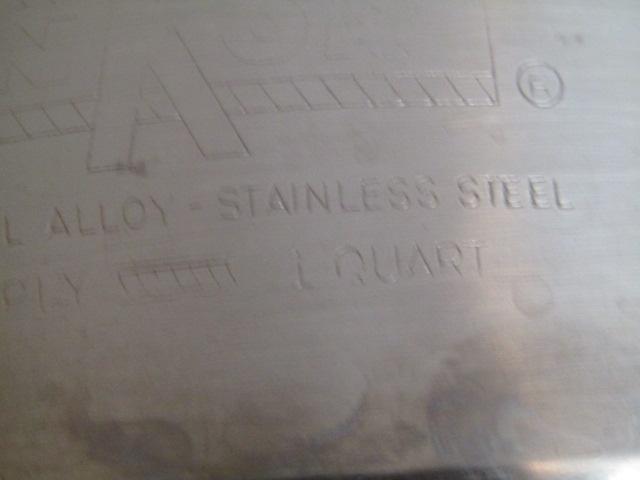 A ®
L ALLOY - STAINLESS STEEL
PLY 1 QUART